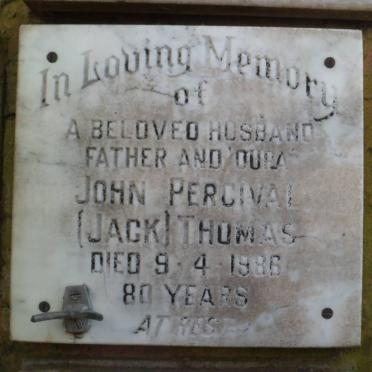 In Loving Memory
of
A BELOVED HUSBAND
FATHER AND 'OUPA'
JOHN PERCIVAL
(JACK) THOMAS
DIED 9·4·1986
80 YEARS
AT REST